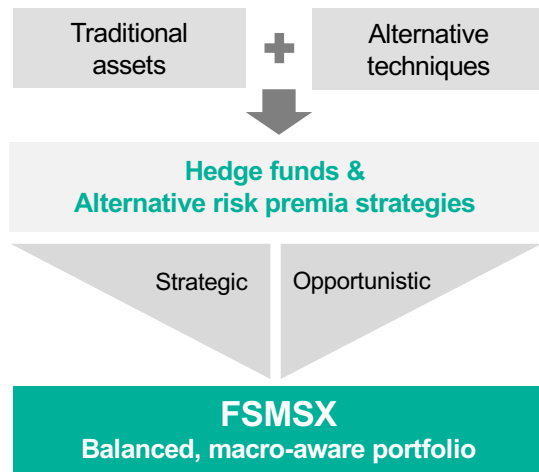 Traditional
assets
Alternative
techniques
Hedge funds &
Alternative risk premia strategies
Strategic
Opportunistic
FSMSX
Balanced, macro-aware portfolio